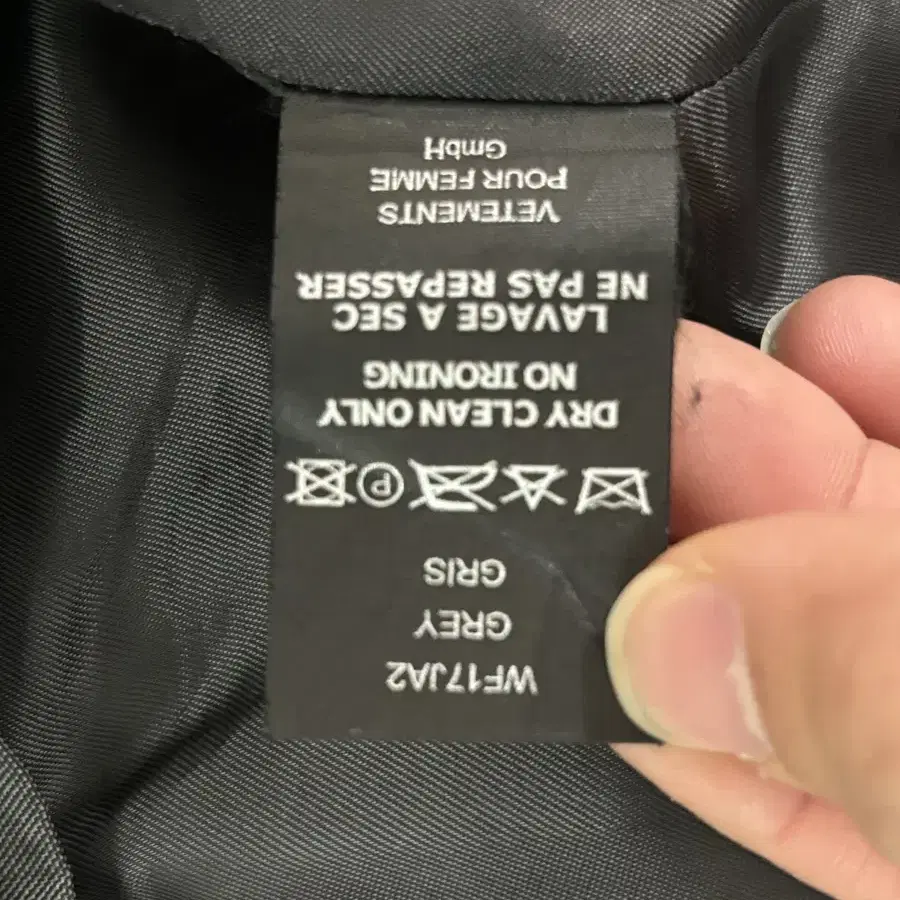 WF17JA2
GREY
GRIS
P
DRY CLEAN ONLY
NO IRONING
LAVAGE A SEC
NE PAS REPASSER
VETEMENTS
POUR FEMME
GmbH